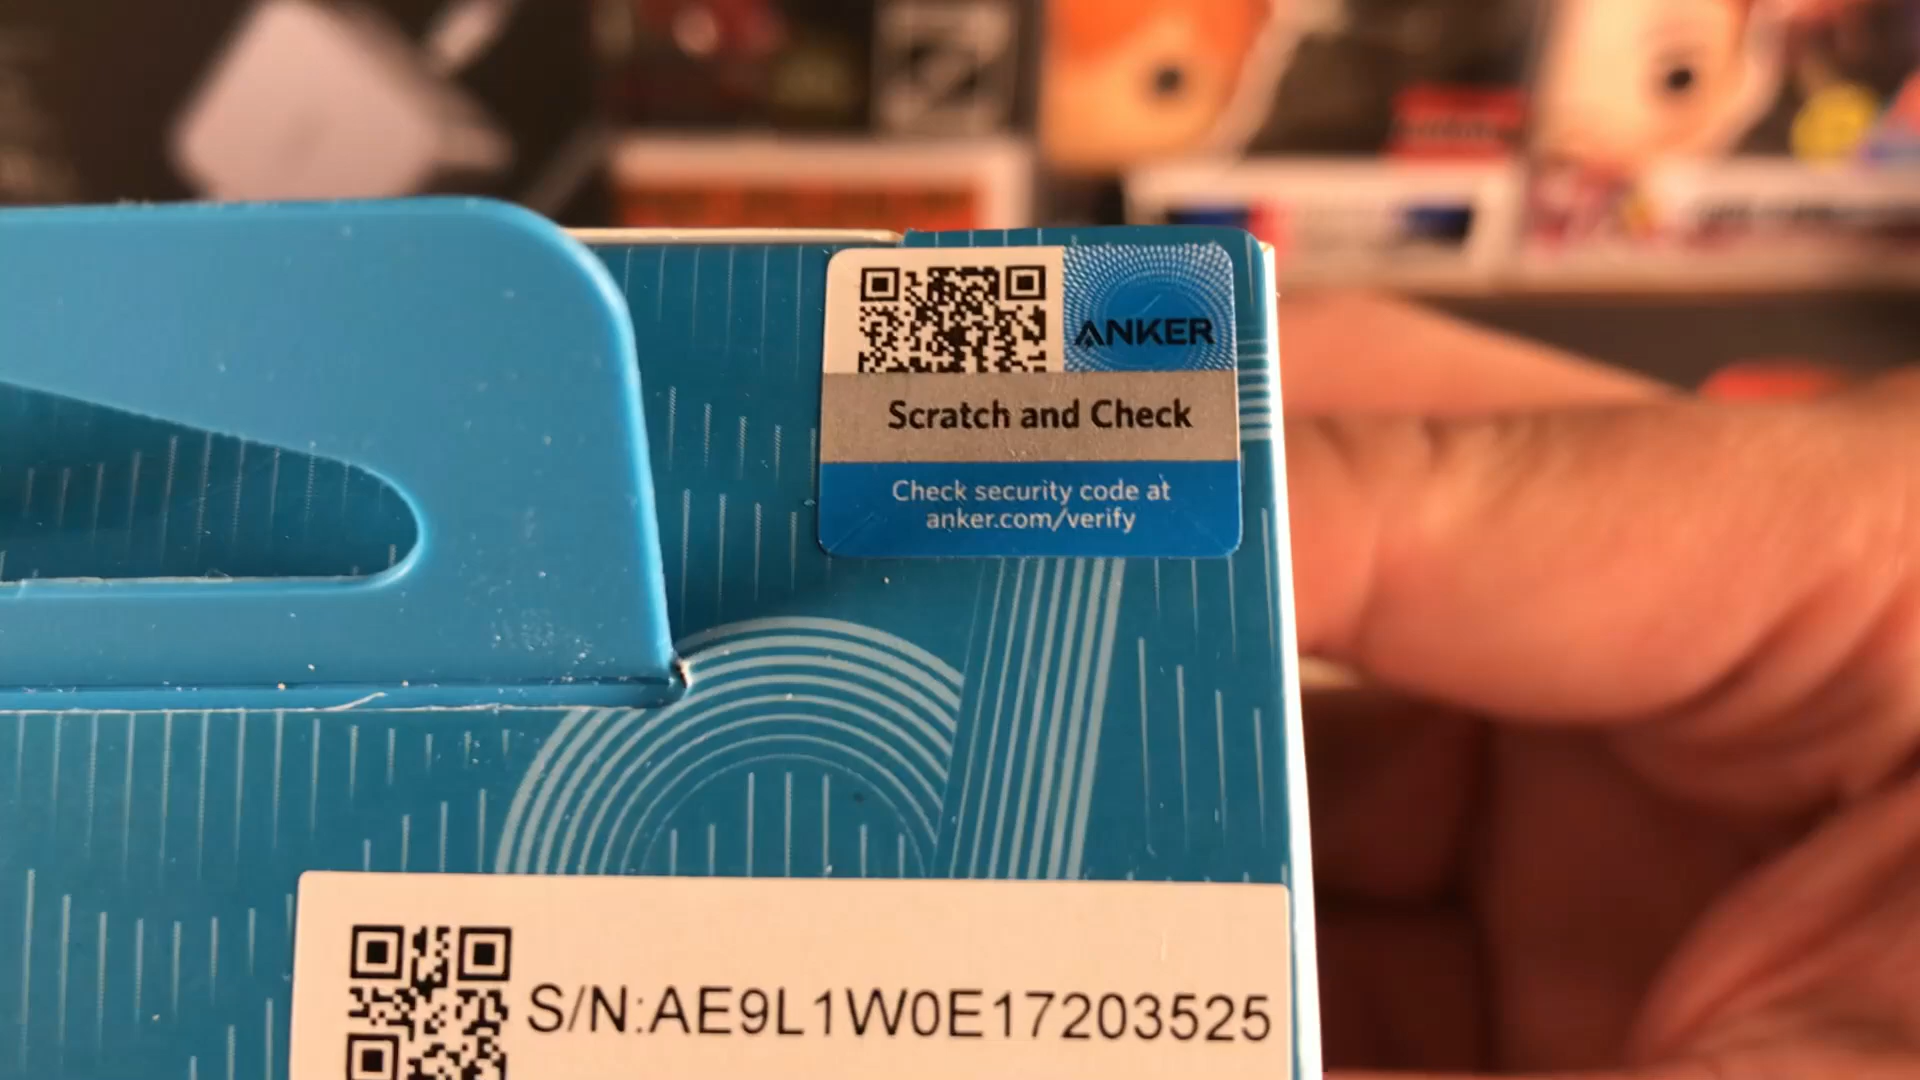 ANKER
Scratch and Check
Check security code at
anker.com/verify
S/N:AE9L1W0E17203525